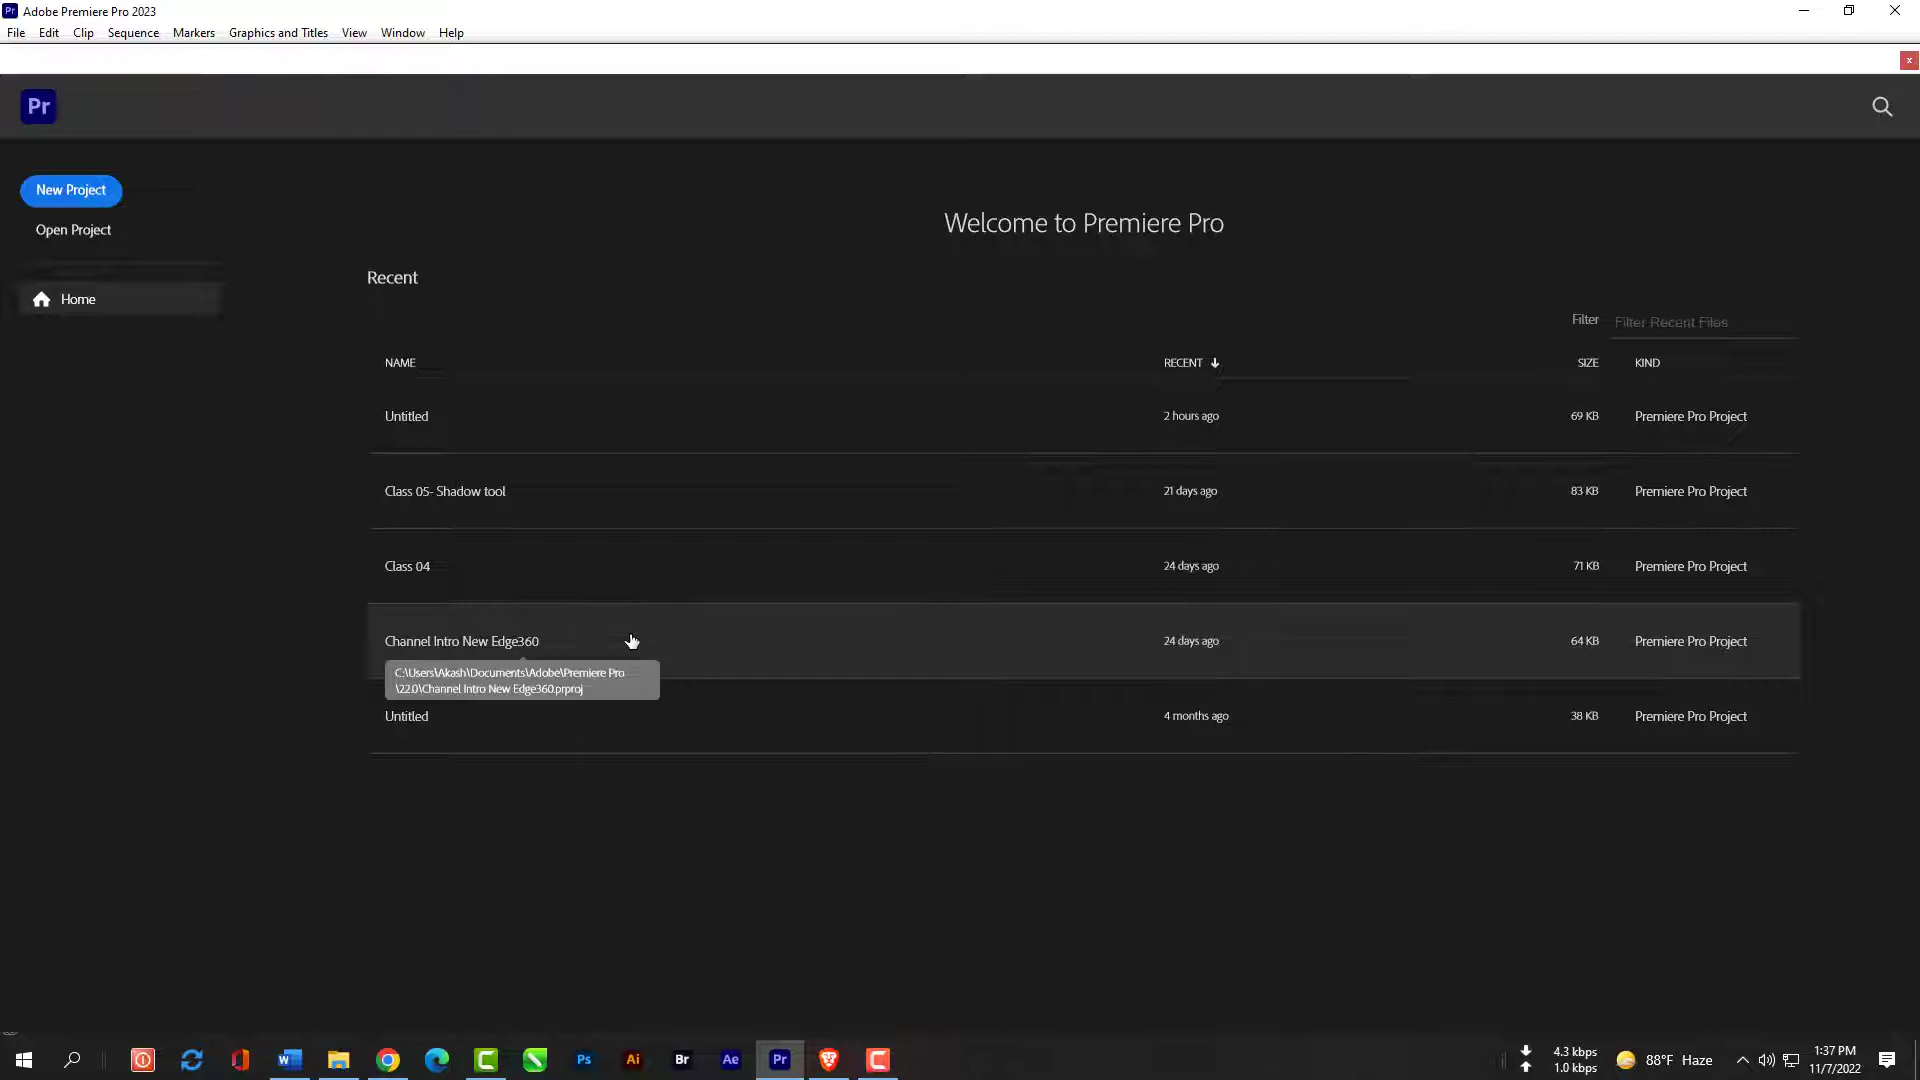 Pr Adobe Premiere Pro 2023
File Edit Clip Sequence Markers Graphics and Titles View Window Help
x
Pr
New Project
Open Project
Home
Welcome to Premiere Pro
Recent
Filter Filter Recent Files
NAME RECENT SIZE KIND
Untitled 2 hours ago 69 KB Premiere Pro Project
Class 05- Shadow tool 21 days ago 83 KB Premiere Pro Project
Class 04 24 days ago 71 KB Premiere Pro Project
Channel Intro New Edge360 24 days ago 64 KB Premiere Pro Project
C:\Users\Akash\Documents\Adobe\Premiere Pro
\22.0\Channel Intro New Edge360.prproj
Untitled 4 months ago 38 KB Premiere Pro Project
W Ps Ai Br Ae Pr
4.3 kbps
1.0 kbps
88°F Haze
1:37 PM
11/7/2022